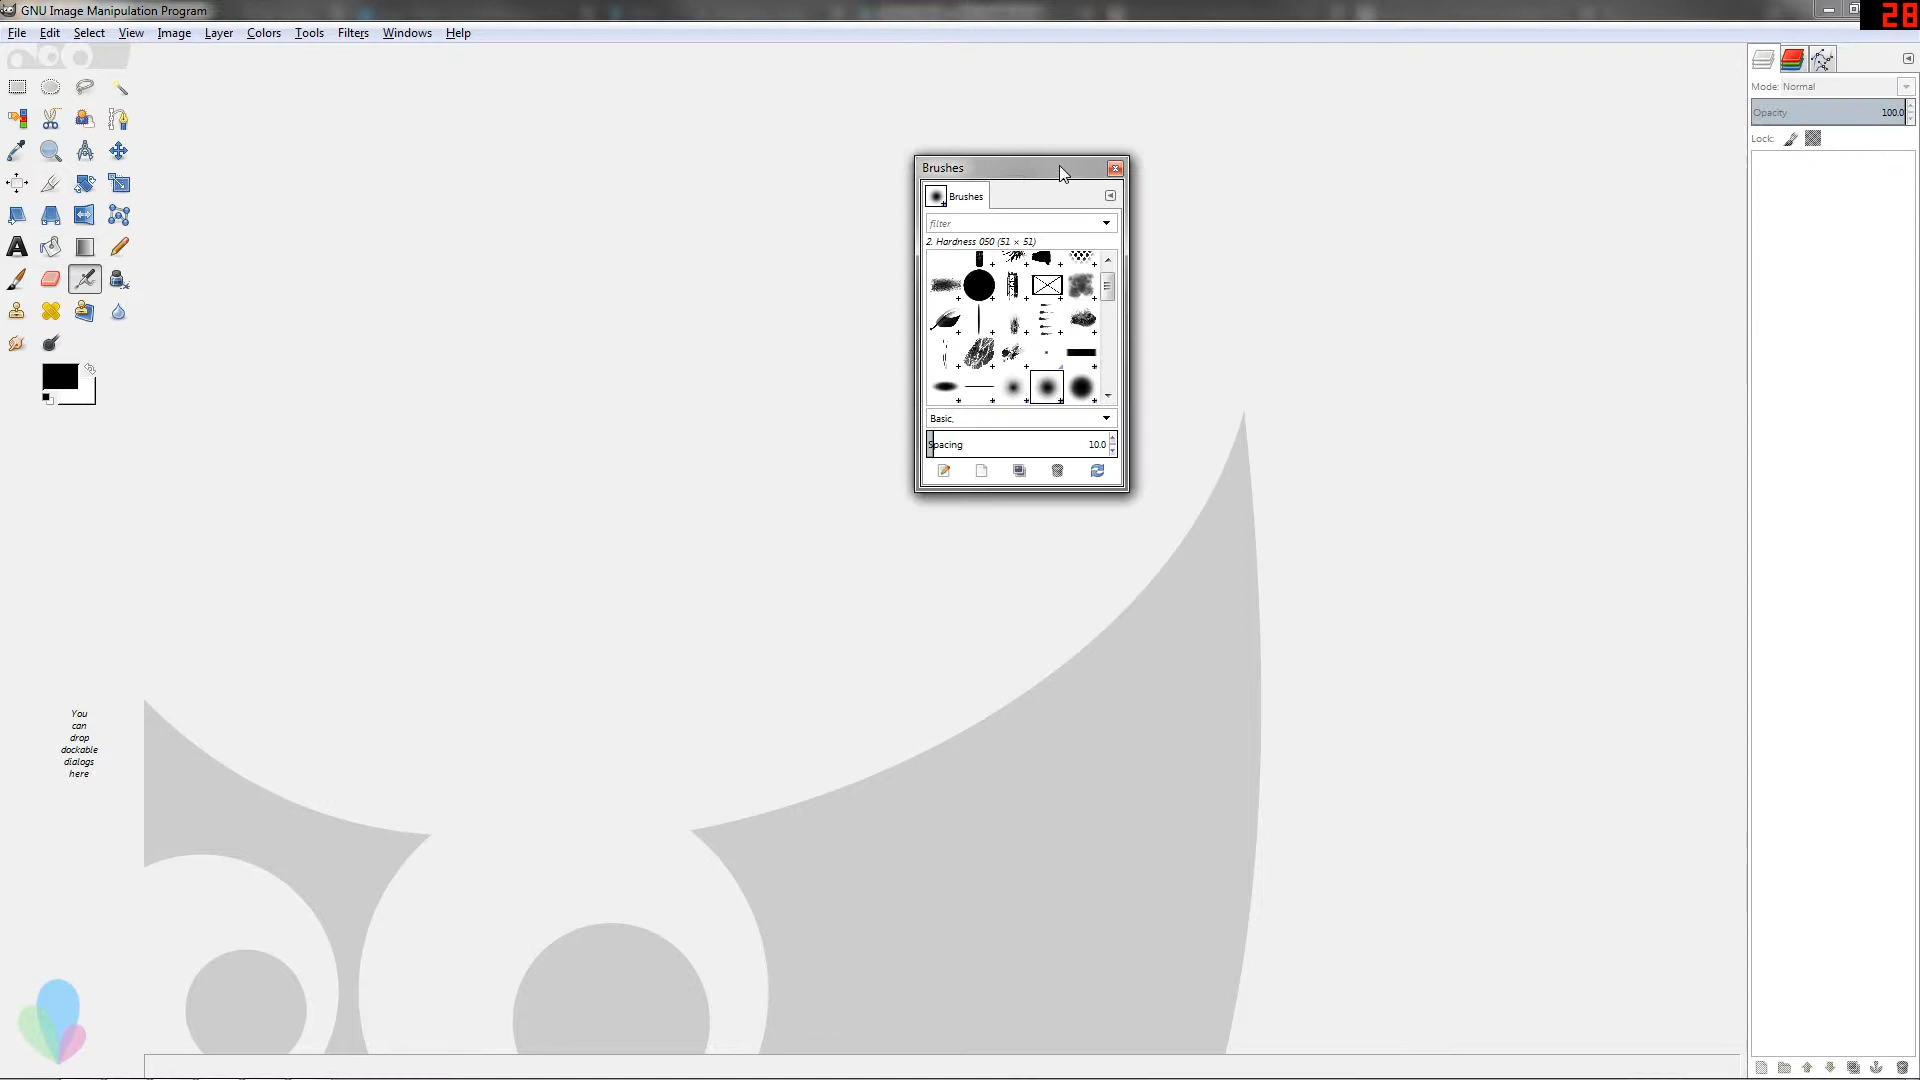 GNU Image Manipulation Program
28
File Edit Select View Image Layer Colors Tools Filters Windows Help
Mode: Normal
Opacity 100.0
Lock:
Brushes
Brushes
filter
2. Hardness 050 (51 × 51)
Basic,
Spacing 10.0
You
can
drop
dockable
dialogs
here